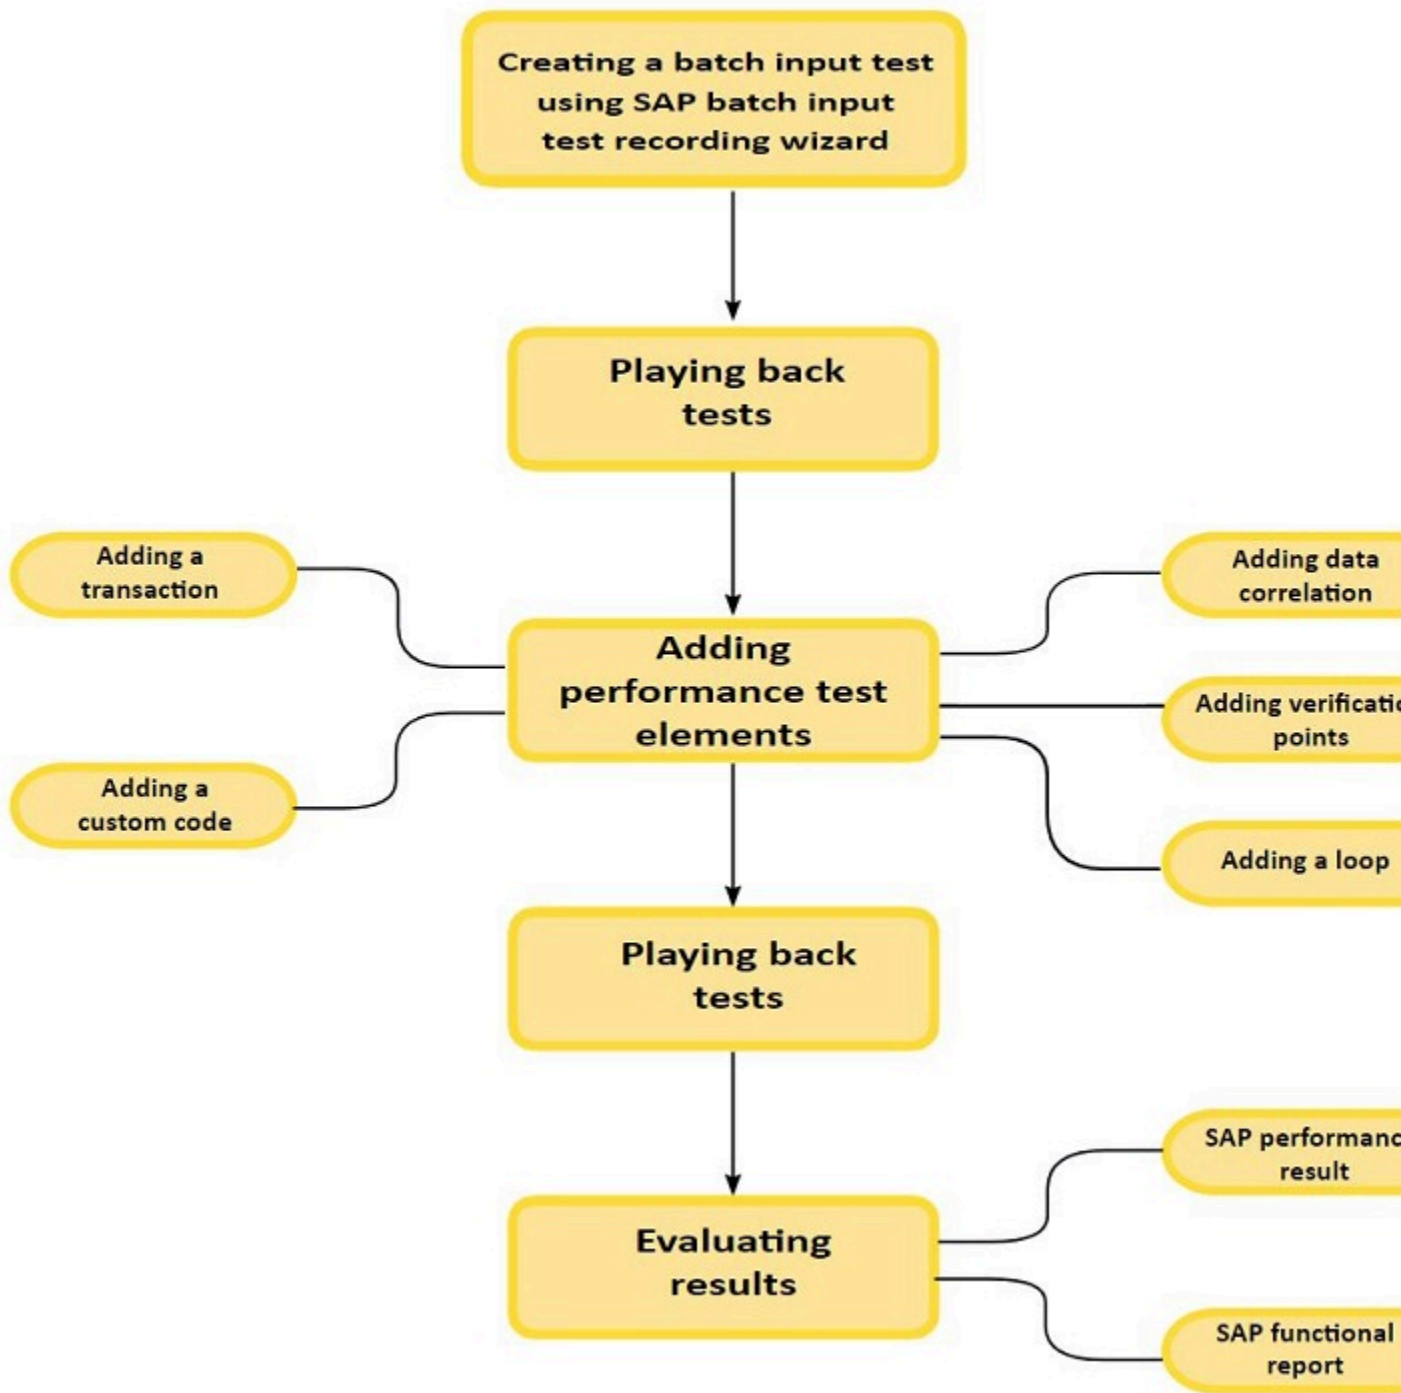 Creating a batch input test
using SAP batch input
test recording wizard
Playing back
tests
Adding a
transaction
Adding a
custom code
Adding
performance test
elements
Adding data
correlation
Adding verificatio
points
Adding a loop
Playing back
tests
Evaluating
results
SAP performanc
result
SAP functional
report